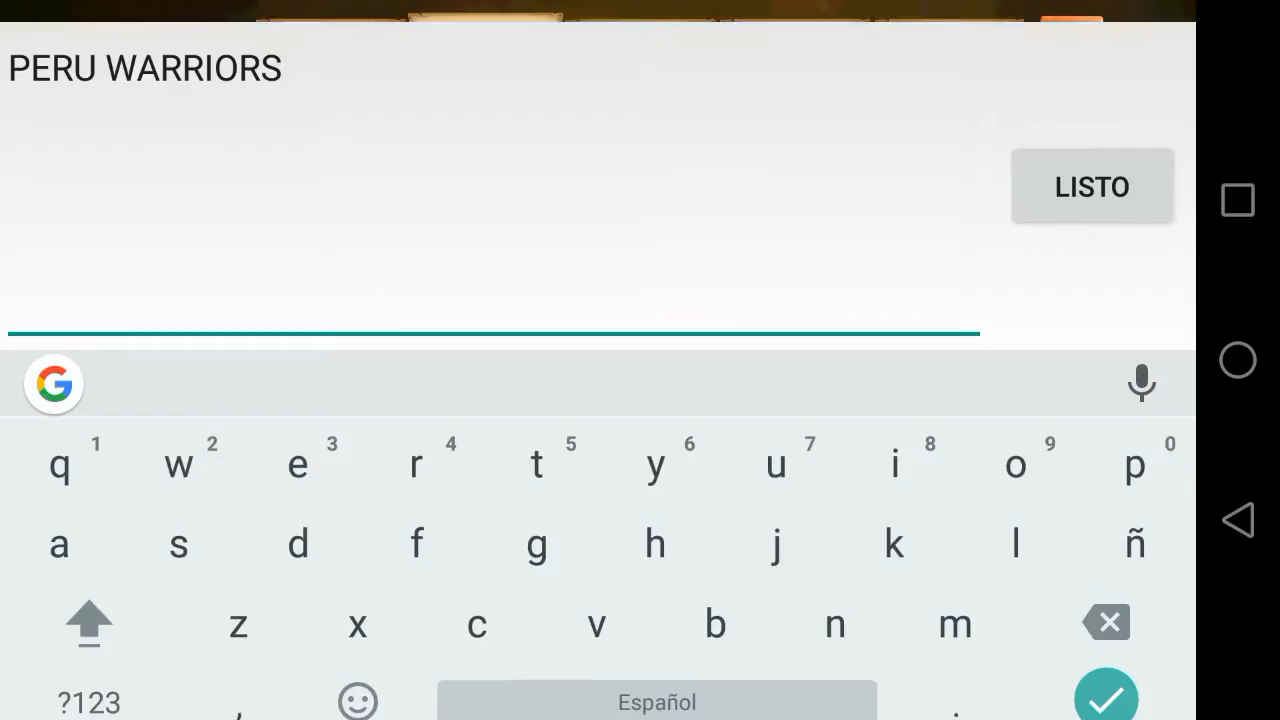 PERU WARRIORS
LISTO
1 2 3 4 5 6 7 8 9 0
q w e r t y u i o p
a s d f g h j k l ñ
z x c v b n m
?123 , Español .